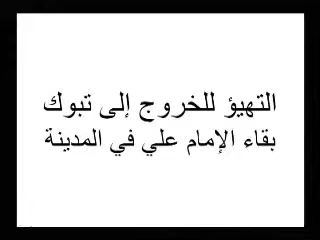 التهيؤ للخروج إلى تبوك
بقاء الإمام علي في المدينة